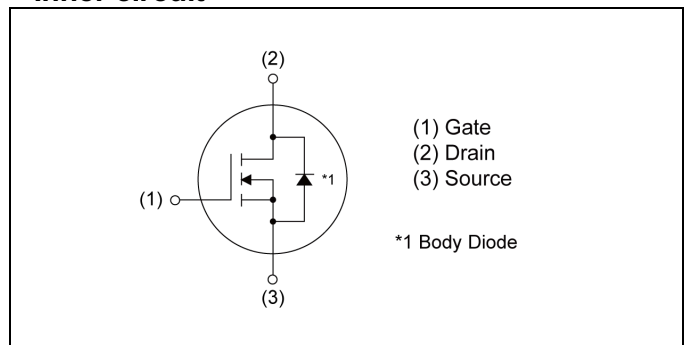 (2)
(1) Gate
(2) Drain
(3) Source
*1
(1)
*1 Body Diode
(3)